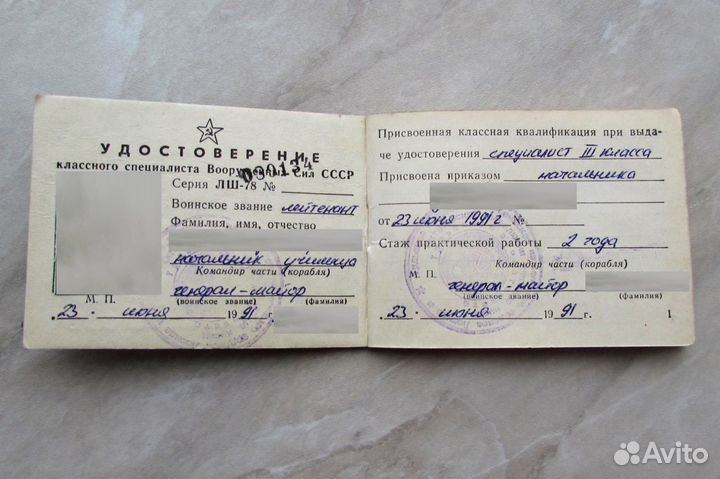 УДОСТОВЕРЕНИЕ
классного специалиста Вооруженных Сил СССР
Серия ЛШ-78 №
Воинское звание лейтенант
Фамилия, имя, отчество
начальник училища
Командир части (корабля)
генерал-майор
М. П. (воинское звание) (фамилия)
„23" июня 1991 г.
Присвоенная классная квалификация при выда-
че удостоверения специалист III класса
Присвоена приказом начальника
от 23 июня 1991 г №
Стаж практической работы 2 года
Командир части (корабля)
М. П. генерал-майор
(воинское звание) (фамилия)
„23" июня 1991 г.
1
Avito